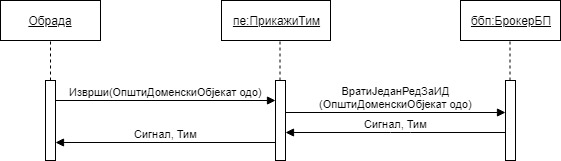 Обрада
пе:ПрикажиТим
ббп:БрокерБП
Изврши(ОпштиДоменскиОбјекат одо)
ВратиЈеданРедЗаИД
(ОпштиДоменскиОбјекат одо)
Сигнал, Тим
Сигнал, Тим